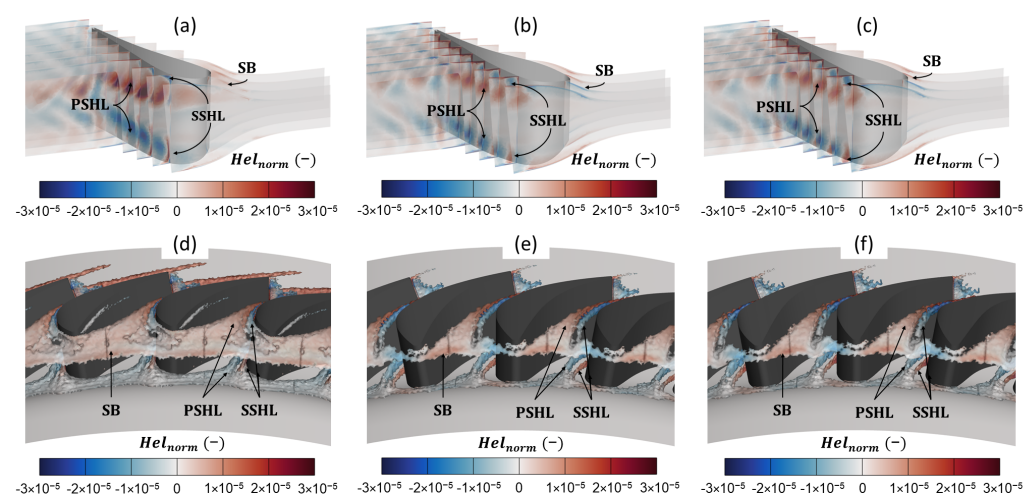 (a)
(b)
(c)
SB
PSHL
SSHL
SB
PSHL
SSHL
SB
PSHL
SSHL
Hel_norm (−)
Hel_norm (−)
Hel_norm (−)
-3×10⁻⁵ -2×10⁻⁵ -1×10⁻⁵ 0 1×10⁻⁵ 2×10⁻⁵ 3×10⁻⁵
-3×10⁻⁵ -2×10⁻⁵ -1×10⁻⁵ 0 1×10⁻⁵ 2×10⁻⁵ 3×10⁻⁵
-3×10⁻⁵ -2×10⁻⁵ -1×10⁻⁵ 0 1×10⁻⁵ 2×10⁻⁵ 3×10⁻⁵
(d)
(e)
(f)
SB PSHL SSHL
SB PSHL SSHL
SB PSHL SSHL
Hel_norm (−)
Hel_norm (−)
Hel_norm (−)
-3×10⁻⁵ -2×10⁻⁵ -1×10⁻⁵ 0 1×10⁻⁵ 2×10⁻⁵ 3×10⁻⁵
-3×10⁻⁵ -2×10⁻⁵ -1×10⁻⁵ 0 1×10⁻⁵ 2×10⁻⁵ 3×10⁻⁵
-3×10⁻⁵ -2×10⁻⁵ -1×10⁻⁵ 0 1×10⁻⁵ 2×10⁻⁵ 3×10⁻⁵